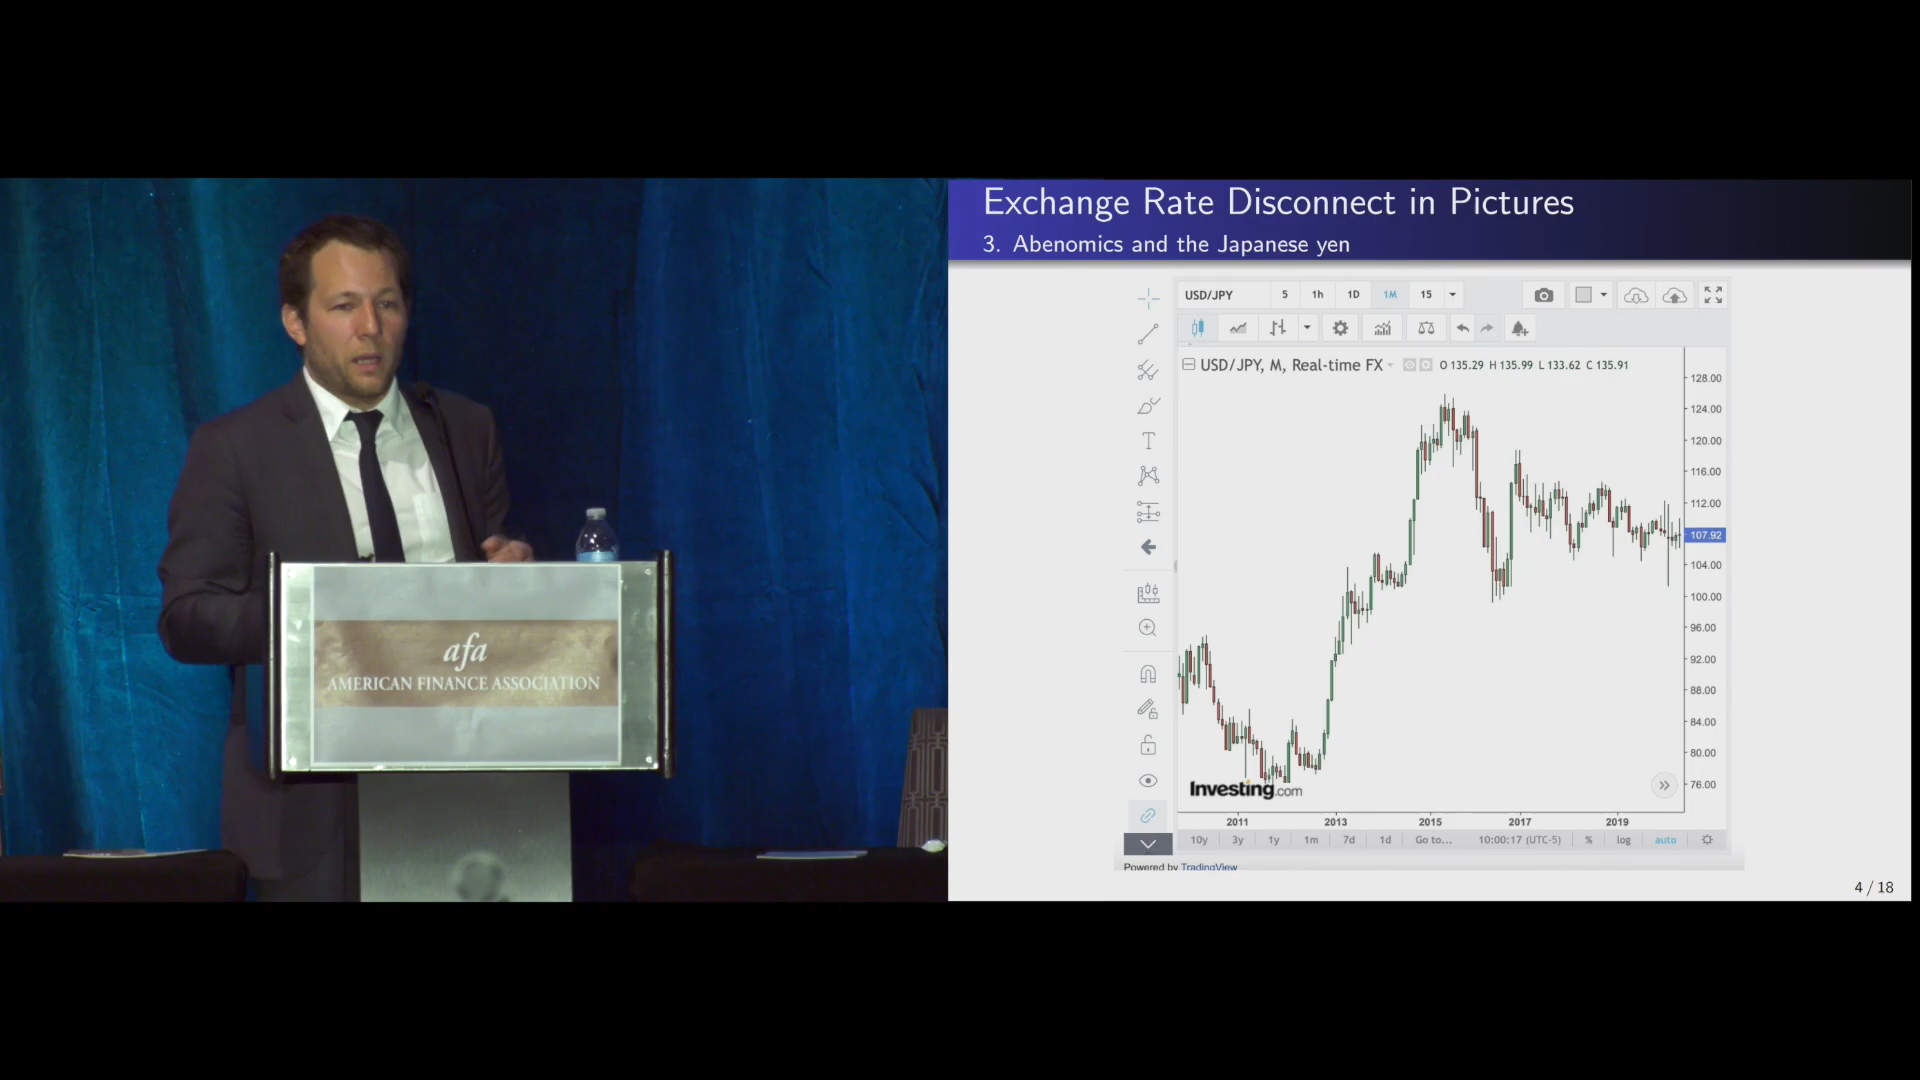 afa
AMERICAN FINANCE ASSOCIATION
Exchange Rate Disconnect in Pictures
3. Abenomics and the Japanese yen
USD/JPY 5 1h 1D 1M 15
USD/JPY, M, Real-time FX O 135.29 H 135.99 L 133.62 C 135.91
128.00
124.00
120.00
116.00
112.00
107.92
104.00
100.00
96.00
92.00
88.00
84.00
80.00
76.00
Investing.com
2011 2013 2015 2017 2019
10y 3y 1y 1m 7d 1d Go to... 10:00:17 (UTC-5) % log auto
Powered by TradingView
4 / 18